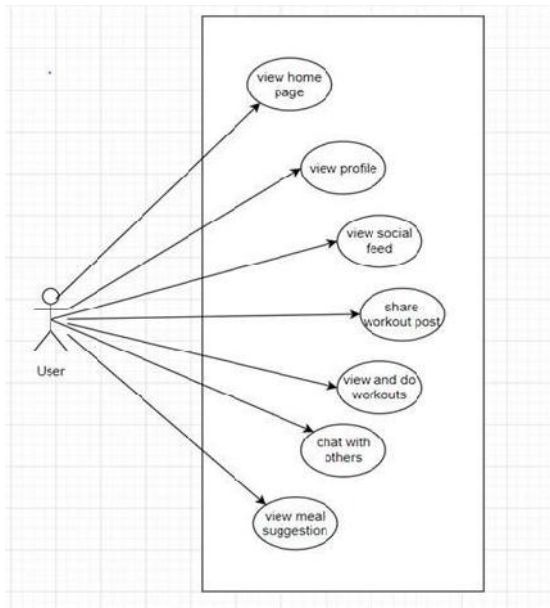 view home
page
view profile
view social
feed
share
workout post
User
view and do
workouts
chat with
others
view meal
suggestion